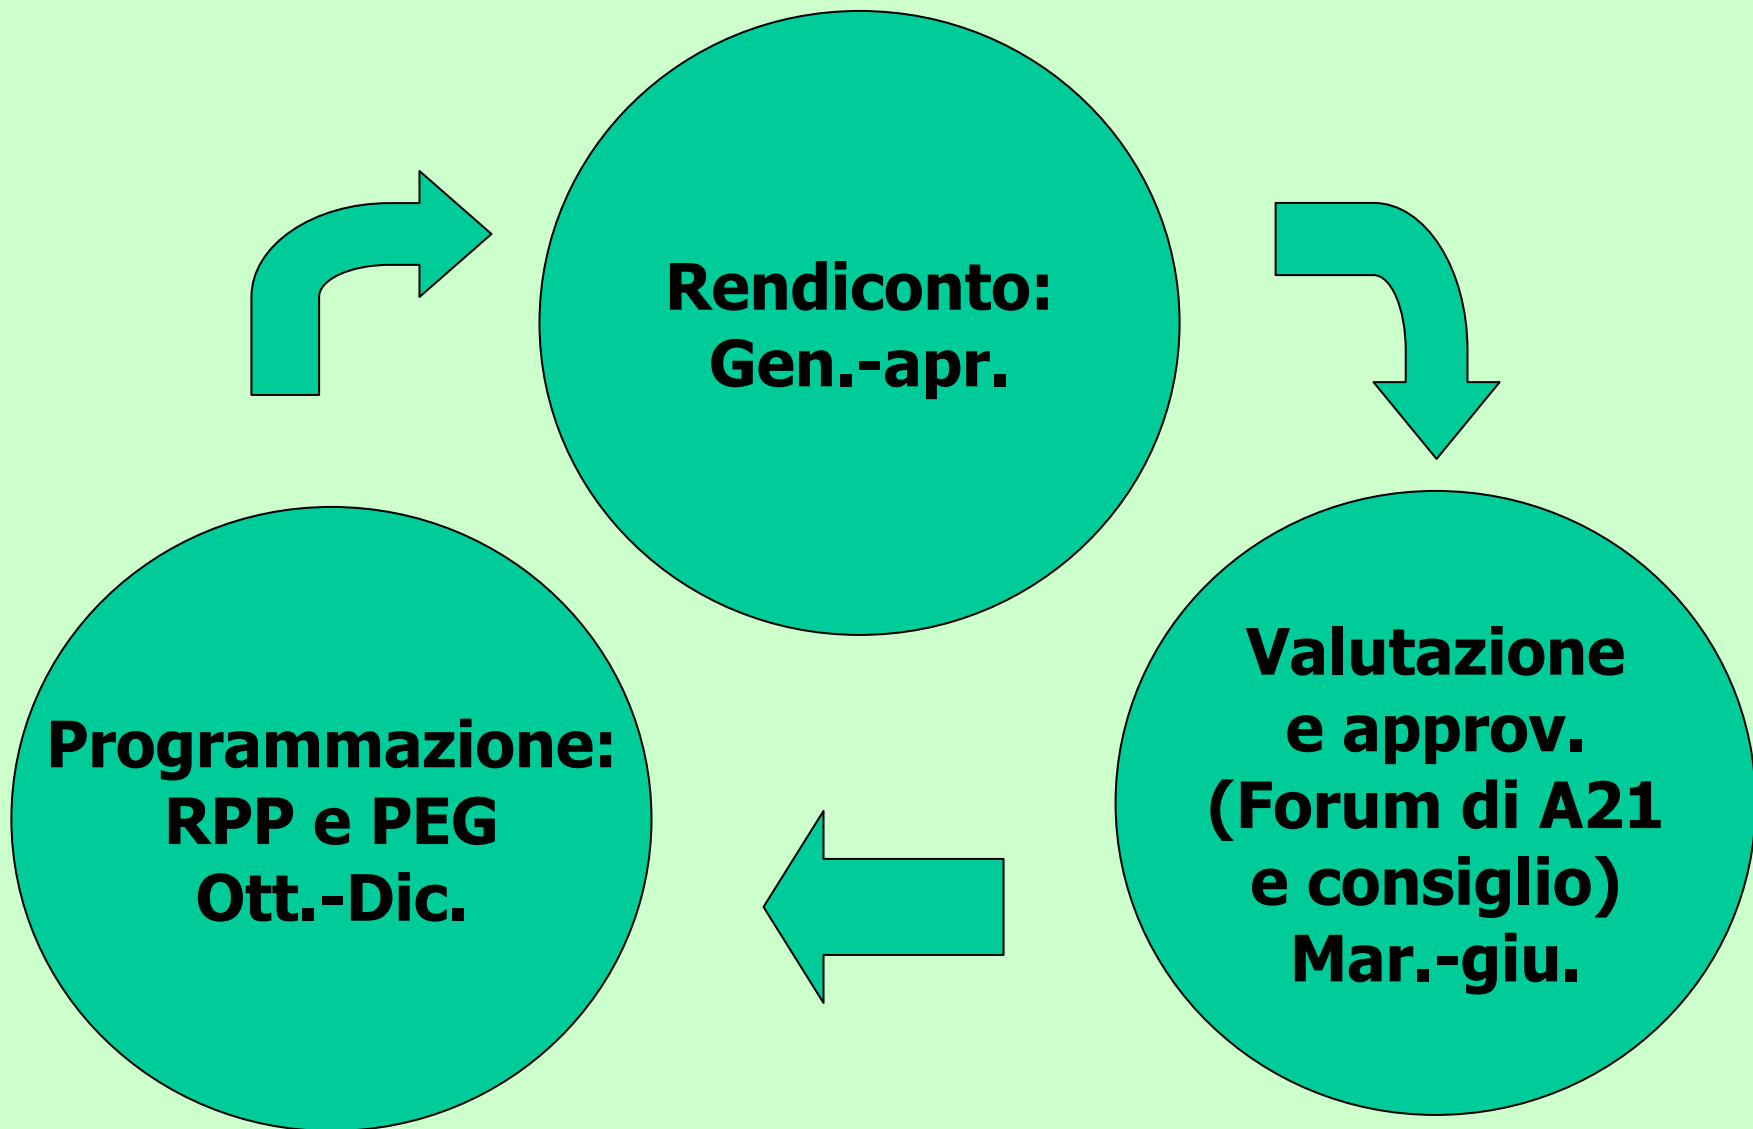 Rendiconto:
Gen.-apr.
Valutazione
e approv.
(Forum di A21
e consiglio)
Mar.-giu.
Programmazione:
RPP e PEG
Ott.-Dic.